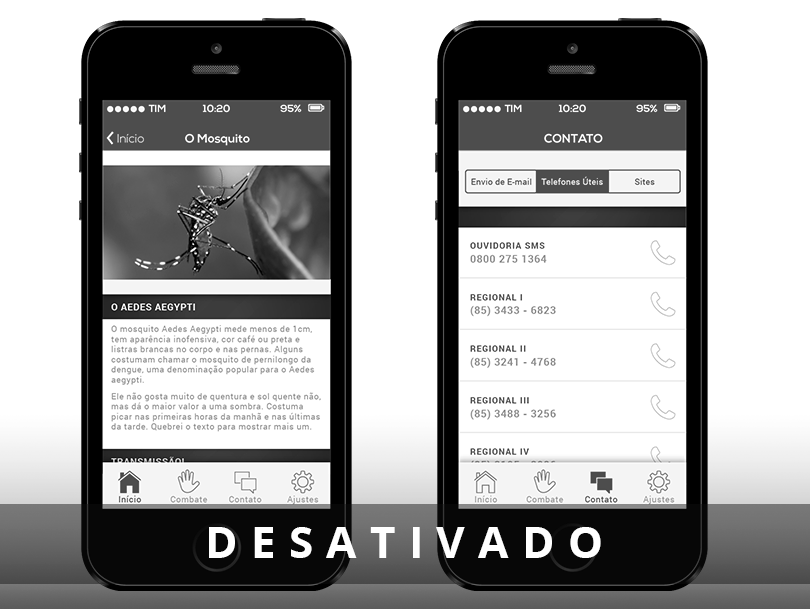 TIM 10:20 95%
Início O Mosquito
O AEDES AEGYPTI
O mosquito Aedes Aegypti mede menos de 1cm,
tem aparência inofensiva, cor café ou preta e
listras brancas no corpo e nas pernas. Alguns
costumam chamar o mosquito de pernilongo da
dengue, uma denominação popular para o Aedes
aegypti.
Ele não gosta muito de quentura e sol quente não,
mas dá o maior valor a uma sombra. Costuma
picar nas primeiras horas da manhã e nas últimas
da tarde. Quebrei o texto para mostrar mais um.
TRANSMISSÃO!
Início Combate Contato Ajustes
TIM 10:20 95%
CONTATO
Envio de E-mail Telefones Úteis Sites
OUVIDORIA SMS
0800 275 1364
REGIONAL I
(85) 3433 - 6823
REGIONAL II
(85) 3241 - 4768
REGIONAL III
(85) 3488 - 3256
REGIONAL IV
Início Combate Contato Ajustes
DESATIVADO